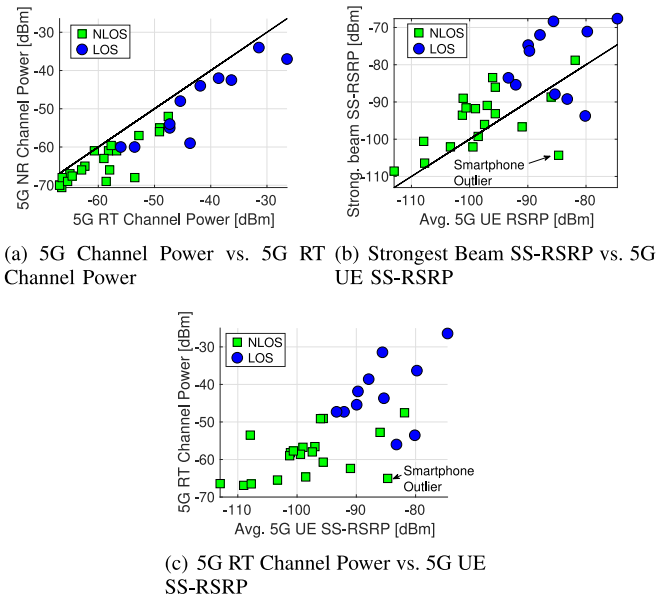 NLOS
LOS
5G NR Channel Power [dBm]
-30
-40
-50
-60
-70
-60
-50
-40
-30
5G RT Channel Power [dBm]
(a) 5G Channel Power vs. 5G RT
Channel Power
NLOS
LOS
Strong. beam SS-RSRP [dBm]
-70
-80
-90
-100
-110
Smartphone
Outlier
-110
-100
-90
-80
Avg. 5G UE RSRP [dBm]
(b) Strongest Beam SS-RSRP vs. 5G
UE SS-RSRP
NLOS
LOS
5G RT Channel Power [dBm]
-30
-40
-50
-60
-70
Smartphone
Outlier
-110
-100
-90
-80
Avg. 5G UE SS-RSRP [dBm]
(c) 5G RT Channel Power vs. 5G UE
SS-RSRP